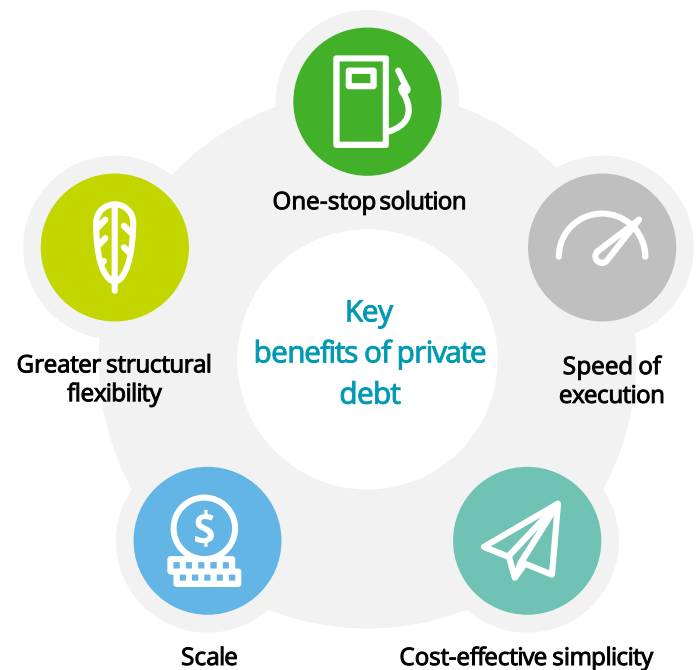 One-stop solution
Key
benefits of private
debt
Greater structural
flexibility
Speed of
execution
$
Scale
Cost-effective simplicity